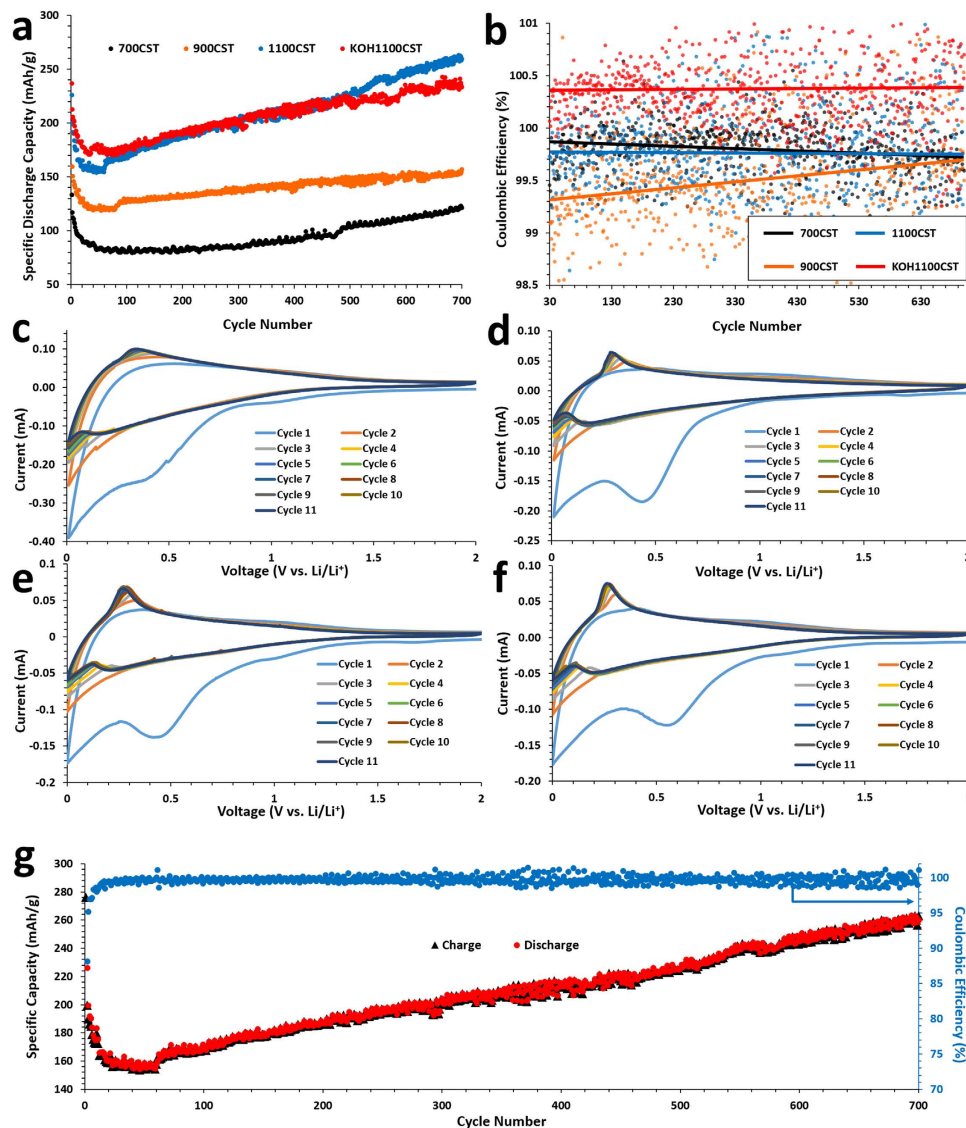 a
300
250
200
150
100
50
Specific Discharge Capacity (mAh/g)
700CST 900CST 1100CST KOH1100CST
0 100 200 300 400 500 600 700
Cycle Number
b
101
100.5
100
99.5
99
98.5
Coulombic Efficiency (%)
700CST 1100CST
900CST KOH1100CST
30 130 230 330 430 530 630
Cycle Number
c
0.10
0.00
-0.10
-0.20
-0.30
-0.40
Current (mA)
Cycle 1 Cycle 2
Cycle 3 Cycle 4
Cycle 5 Cycle 6
Cycle 7 Cycle 8
Cycle 9 Cycle 10
Cycle 11
0 0.5 1 1.5 2
Voltage (V vs. Li/Li⁺)
d
0.10
0.05
0.00
-0.05
-0.10
-0.15
-0.20
-0.25
Current (mA)
Cycle 1 Cycle 2
Cycle 3 Cycle 4
Cycle 5 Cycle 6
Cycle 7 Cycle 8
Cycle 9 Cycle 10
Cycle 11
0 0.5 1 1.5 2
Voltage (V vs. Li/Li⁺)
e
0.1
0.05
0
-0.05
-0.1
-0.15
-0.2
Current (mA)
Cycle 1 Cycle 2
Cycle 3 Cycle 4
Cycle 5 Cycle 6
Cycle 7 Cycle 8
Cycle 9 Cycle 10
Cycle 11
0 0.5 1 1.5 2
Voltage (V vs. Li/Li⁺)
f
0.10
0.05
0.00
-0.05
-0.10
-0.15
-0.20
Current (mA)
Cycle 1 Cycle 2
Cycle 3 Cycle 4
Cycle 5 Cycle 6
Cycle 7 Cycle 8
Cycle 9 Cycle 10
Cycle 11
0 0.5 1 1.5 2
Voltage (V vs. Li/Li⁺)
g
300
280
260
240
220
200
180
160
140
Specific Capacity (mAh/g)
Charge Discharge
100
95
90
85
80
75
70
Coulombic Efficiency
(%)
0 100 200 300 400 500 600 700
Cycle Number